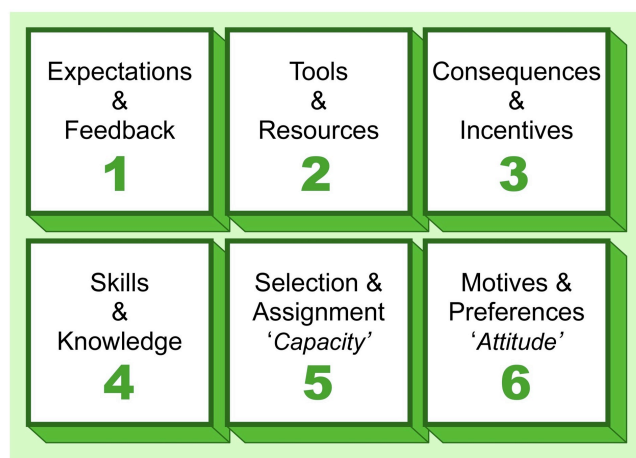 Expectations
&
Feedback
1
Tools
&
Resources
2
Consequences
&
Incentives
3
Skills
&
Knowledge
4
Selection &
Assignment
‘Capacity’
5
Motives &
Preferences
‘Attitude’
6